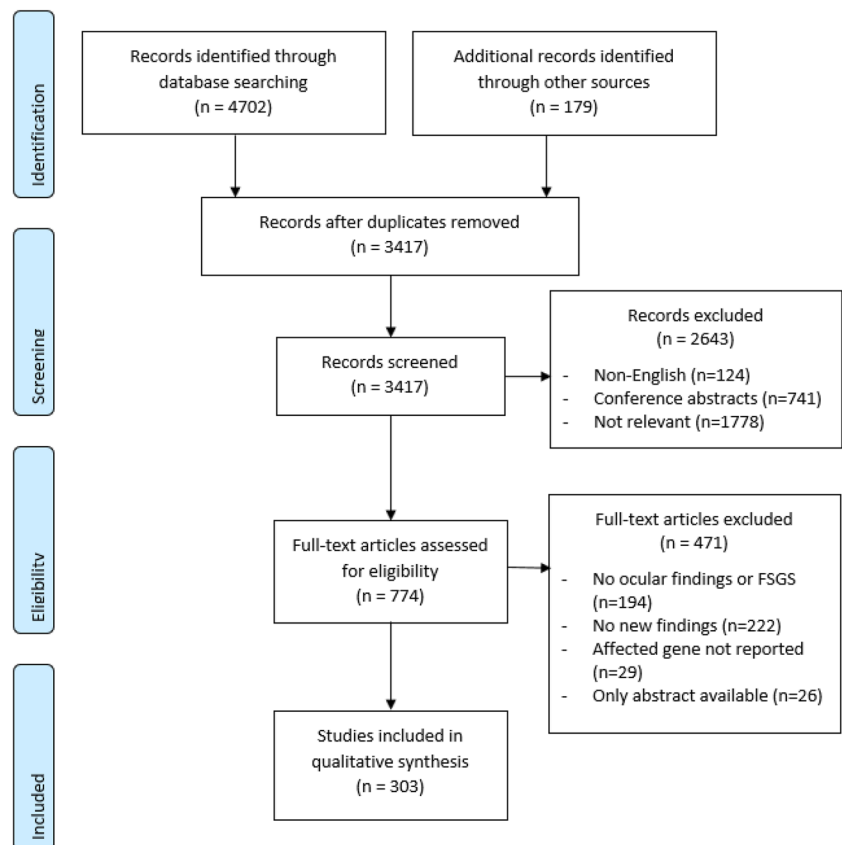 Identification
Records identified through
database searching
(n = 4702)
Additional records identified
through other sources
(n = 179)
Records after duplicates removed
(n = 3417)
Screening
Records screened
(n = 3417)
Records excluded
(n = 2643)
- Non-English (n=124)
- Conference abstracts (n=741)
- Not relevant (n=1778)
Eligibility
Full-text articles assessed
for eligibility
(n = 774)
Full-text articles excluded
(n = 471)
- No ocular findings or FSGS
(n=194)
- No new findings (n=222)
- Affected gene not reported
(n=29)
- Only abstract available (n=26)
Included
Studies included in
qualitative synthesis
(n = 303)